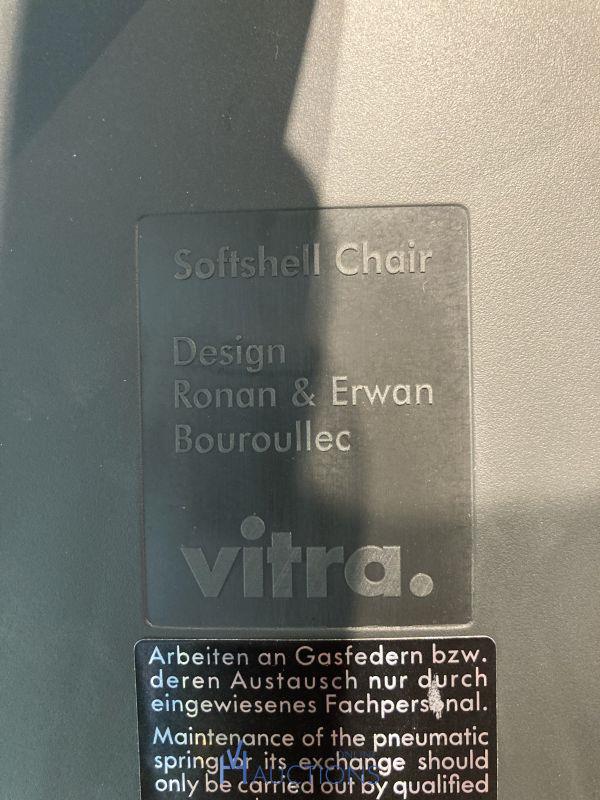 Softshell Chair
Design
Ronan & Erwan
Bouroullec
vitra.
Arbeiten an Gasfedern bzw.
deren Austausch nur durch
eingewiesenes Fachpersonal.
Maintenance of the pneumatic
spring or its exchange should
only be carried out by qualified
ONLINE
AUCTIONS